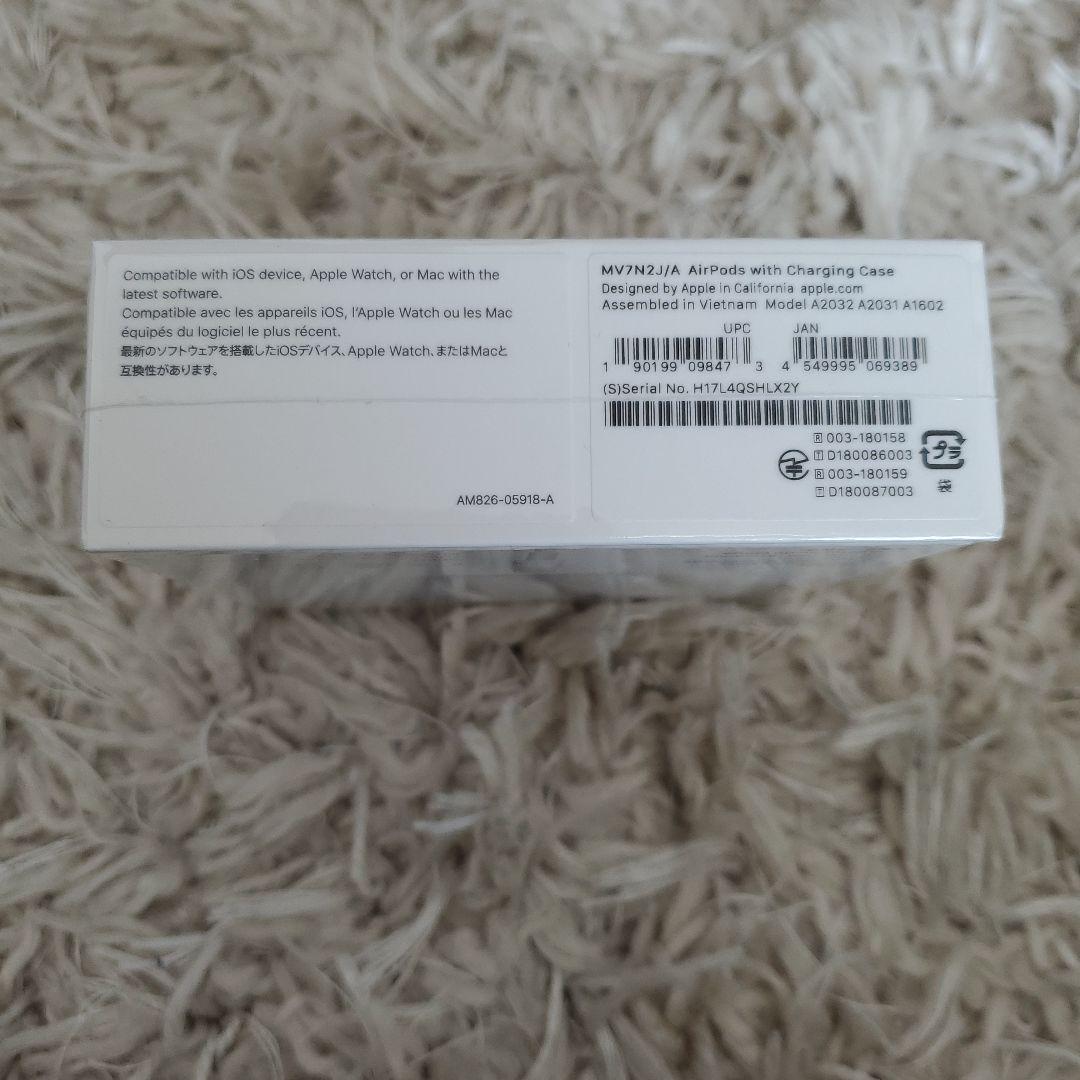 Compatible with iOS device, Apple Watch, or Mac with the
latest software.
Compatible avec les appareils iOS, l'Apple Watch ou les Mac
équipés du logiciel le plus récent.
最新のソフトウェアを搭載したiOSデバイス、Apple Watch、またはMacと
互換性があります。
AM826-05918-A
MV7N2J/A AirPods with Charging Case
Designed by Apple in California apple.com
Assembled in Vietnam Model A2032 A2031 A1602
UPC JAN
1 90199 09847 3 4 549995 069389
(S)Serial No. H17L4QSHLX2Y
R 003-180158
T D180086003
R 003-180159
T D180087003
プラ
袋